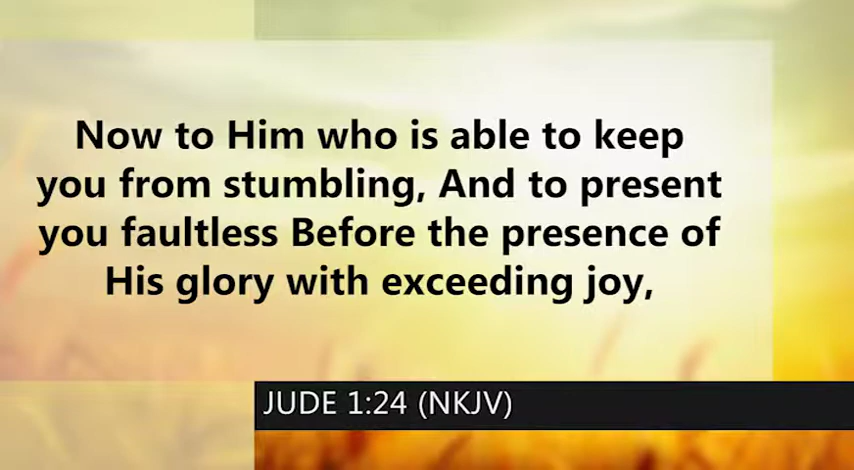 Now to Him who is able to keep
you from stumbling, And to present
you faultless Before the presence of
His glory with exceeding joy,
JUDE 1:24 (NKJV)